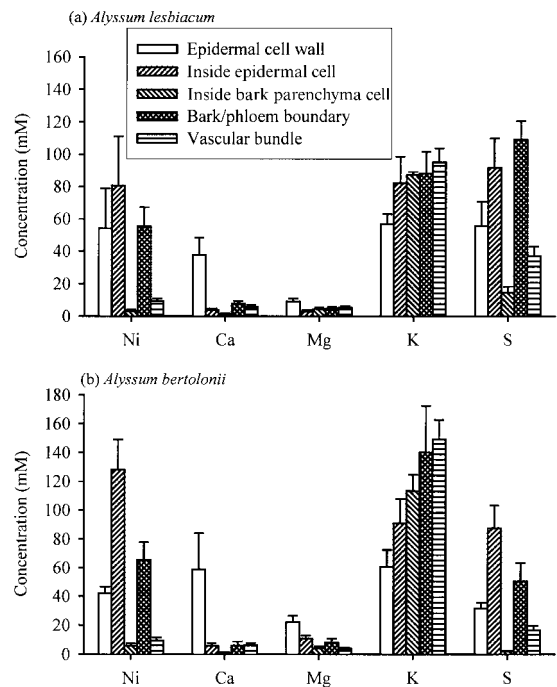 (a) Alyssum lesbiacum
Epidermal cell wall
Inside epidermal cell
Inside bark parenchyma cell
Bark/phloem boundary
Vascular bundle
160
140
120
100
80
60
40
20
0
Concentration (mM)
Ni Ca Mg K S
(b) Alyssum bertolonii
180
160
140
120
100
80
60
40
20
0
Concentration (mM)
Ni Ca Mg K S